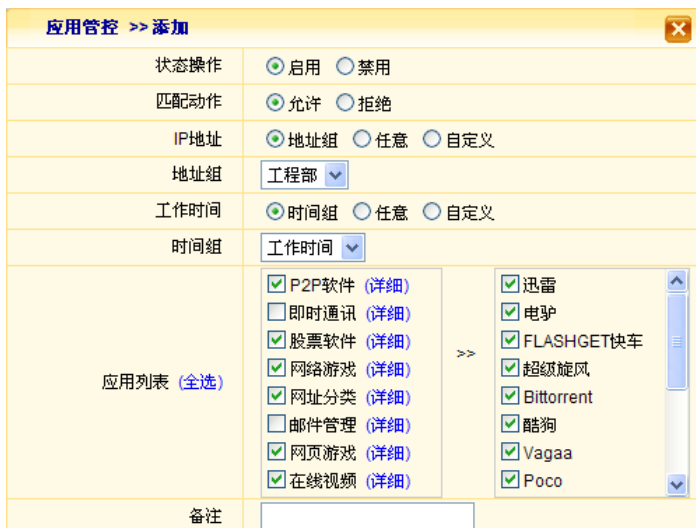 应用管控 >>添加
状态操作 启用 禁用
匹配动作 允许 拒绝
IP地址 地址组 任意 自定义
地址组 工程部
工作时间 时间组 任意 自定义
时间组 工作时间
应用列表 (全选)
P2P软件 (详细)
即时通讯 (详细)
股票软件 (详细)
网络游戏 (详细)
网址分类 (详细)
邮件管理 (详细)
网页游戏 (详细)
在线视频 (详细)
>>
迅雷
电驴
FLASHGET快车
超级旋风
Bittorrent
酷狗
Vagaa
Poco
备注